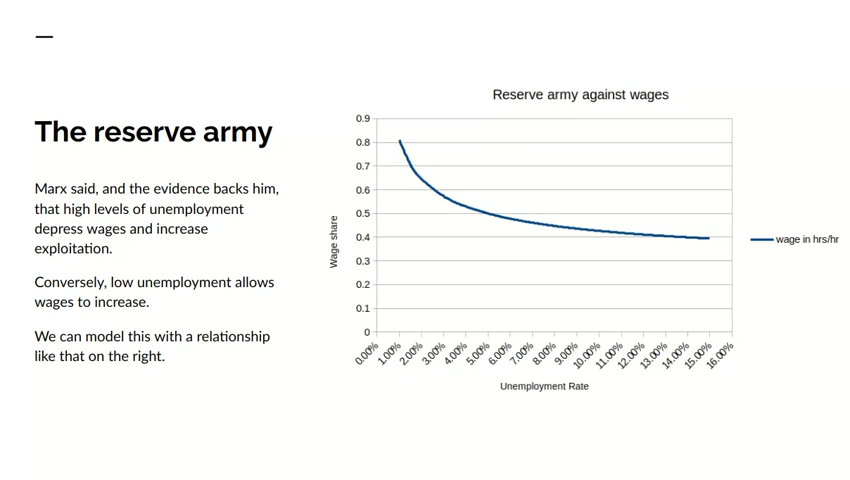 The reserve army
Marx said, and the evidence backs him,
that high levels of unemployment
depress wages and increase
exploitation.
Conversely, low unemployment allows
wages to increase.
We can model this with a relationship
like that on the right.
Reserve army against wages
0.9
0.8
0.7
0.6
0.5
0.4
0.3
0.2
0.1
0
Wage share
0.00%
1.00%
2.00%
3.00%
4.00%
5.00%
6.00%
7.00%
8.00%
9.00%
10.00%
11.00%
12.00%
13.00%
14.00%
15.00%
16.00%
Unemployment Rate
wage in hrs/hr